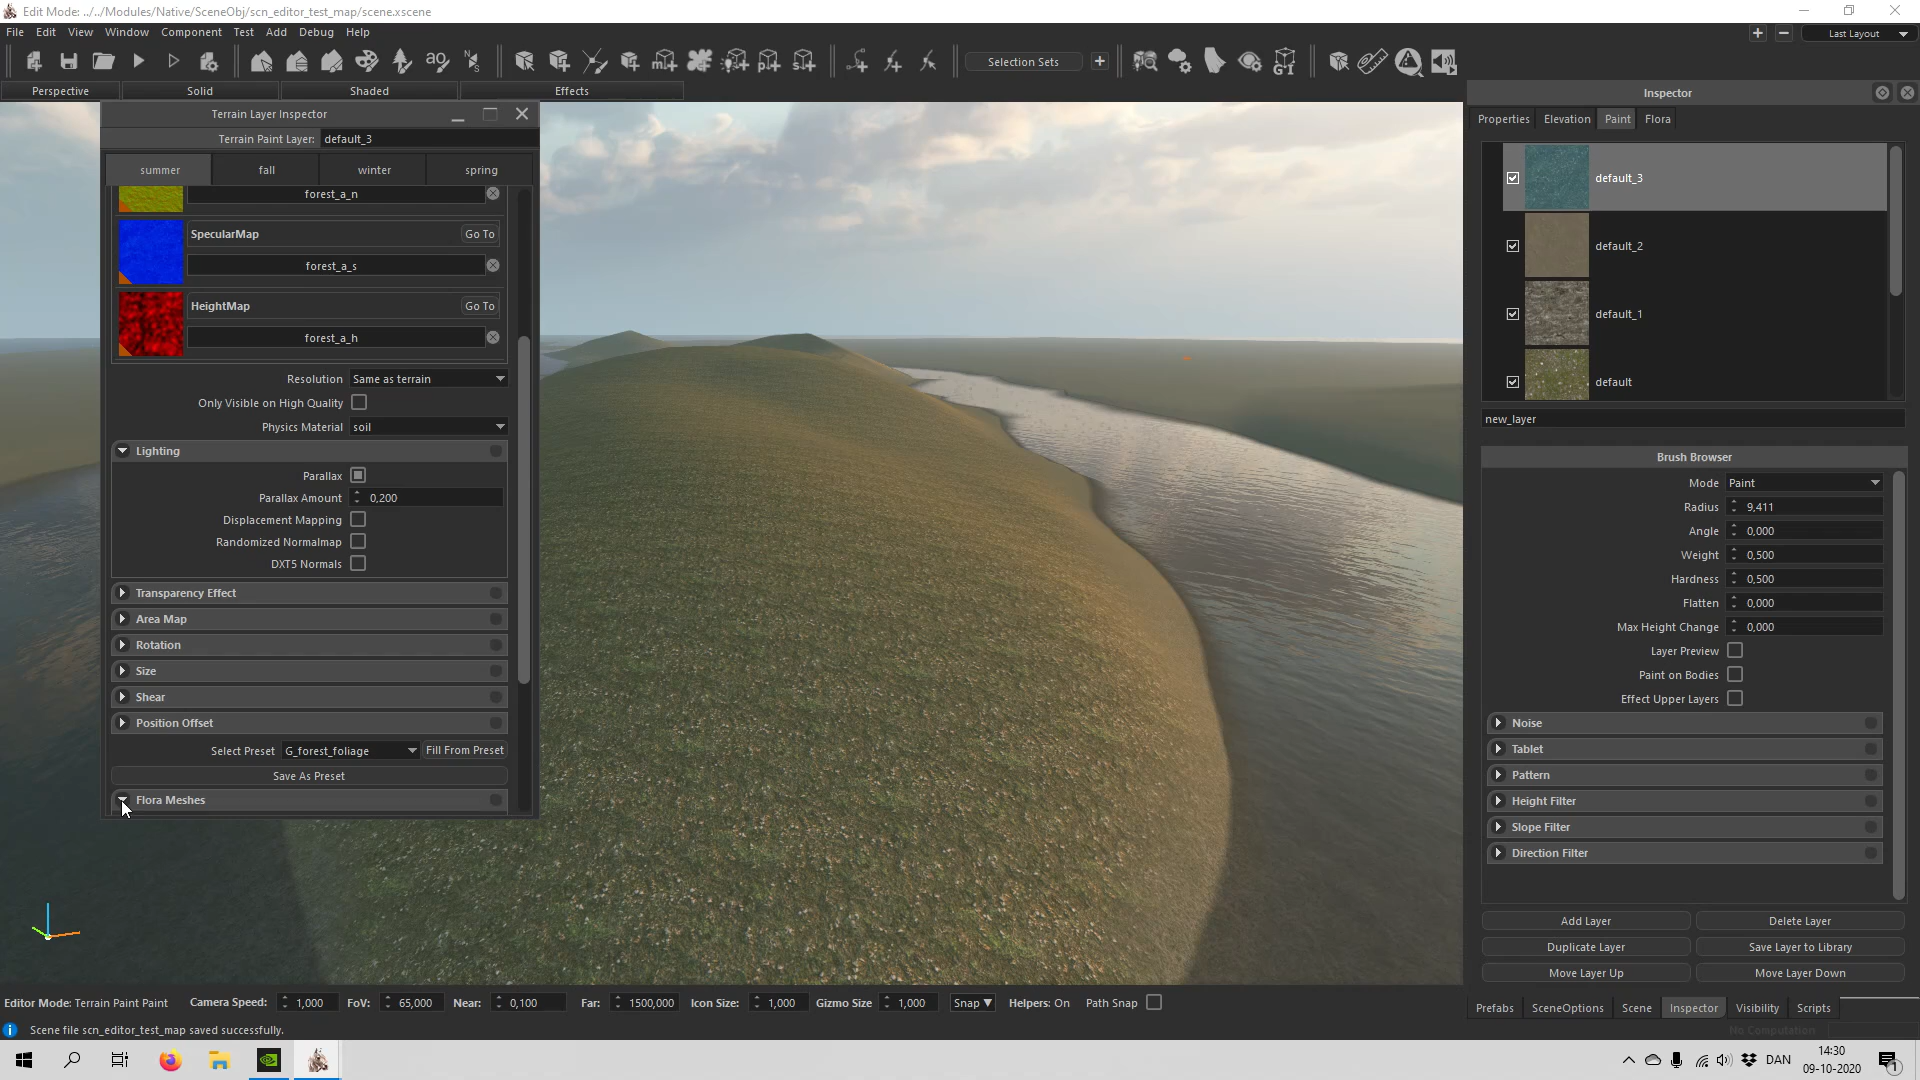 Edit Mode: ../../Modules/Native/SceneObj/scn_editor_test_map/scene.xscene
File Edit View Window Component Test Add Debug Help
Last Layout
ao
Selection Sets
GI
Perspective Solid Shaded Effects
Terrain Layer Inspector
Terrain Paint Layer: default_3
summer fall winter spring
forest_a_n
SpecularMap Go To
forest_a_s
HeightMap Go To
forest_a_h
Resolution Same as terrain
Only Visible on High Quality
Physics Material soil
Lighting
Parallax
Parallax Amount 0,200
Displacement Mapping
Randomized Normalmap
DXT5 Normals
Transparency Effect
Area Map
Rotation
Size
Shear
Position Offset
Select Preset G_forest_foliage Fill From Preset
Save As Preset
Flora Meshes
Inspector
Properties Elevation Paint Flora
default_3
default_2
default_1
default
new_layer
Brush Browser
Mode Paint
Radius 9,411
Angle 0,000
Weight 0,500
Hardness 0,500
Flatten 0,000
Max Height Change 0,000
Layer Preview
Paint on Bodies
Effect Upper Layers
Noise
Tablet
Pattern
Height Filter
Slope Filter
Direction Filter
Add Layer Delete Layer
Duplicate Layer Save Layer to Library
Move Layer Up Move Layer Down
Editor Mode: Terrain Paint Paint Camera Speed: 1,000 FoV: 65,000 Near: 0,100 Far: 1500,000 Icon Size: 1,000 Gizmo Size 1,000 Snap ▼ Helpers: On Path Snap
Prefabs SceneOptions Scene Inspector Visibility Scripts
Scene file scn_editor_test_map saved successfully.
No Computation
DAN
14:30
09-10-2020
1